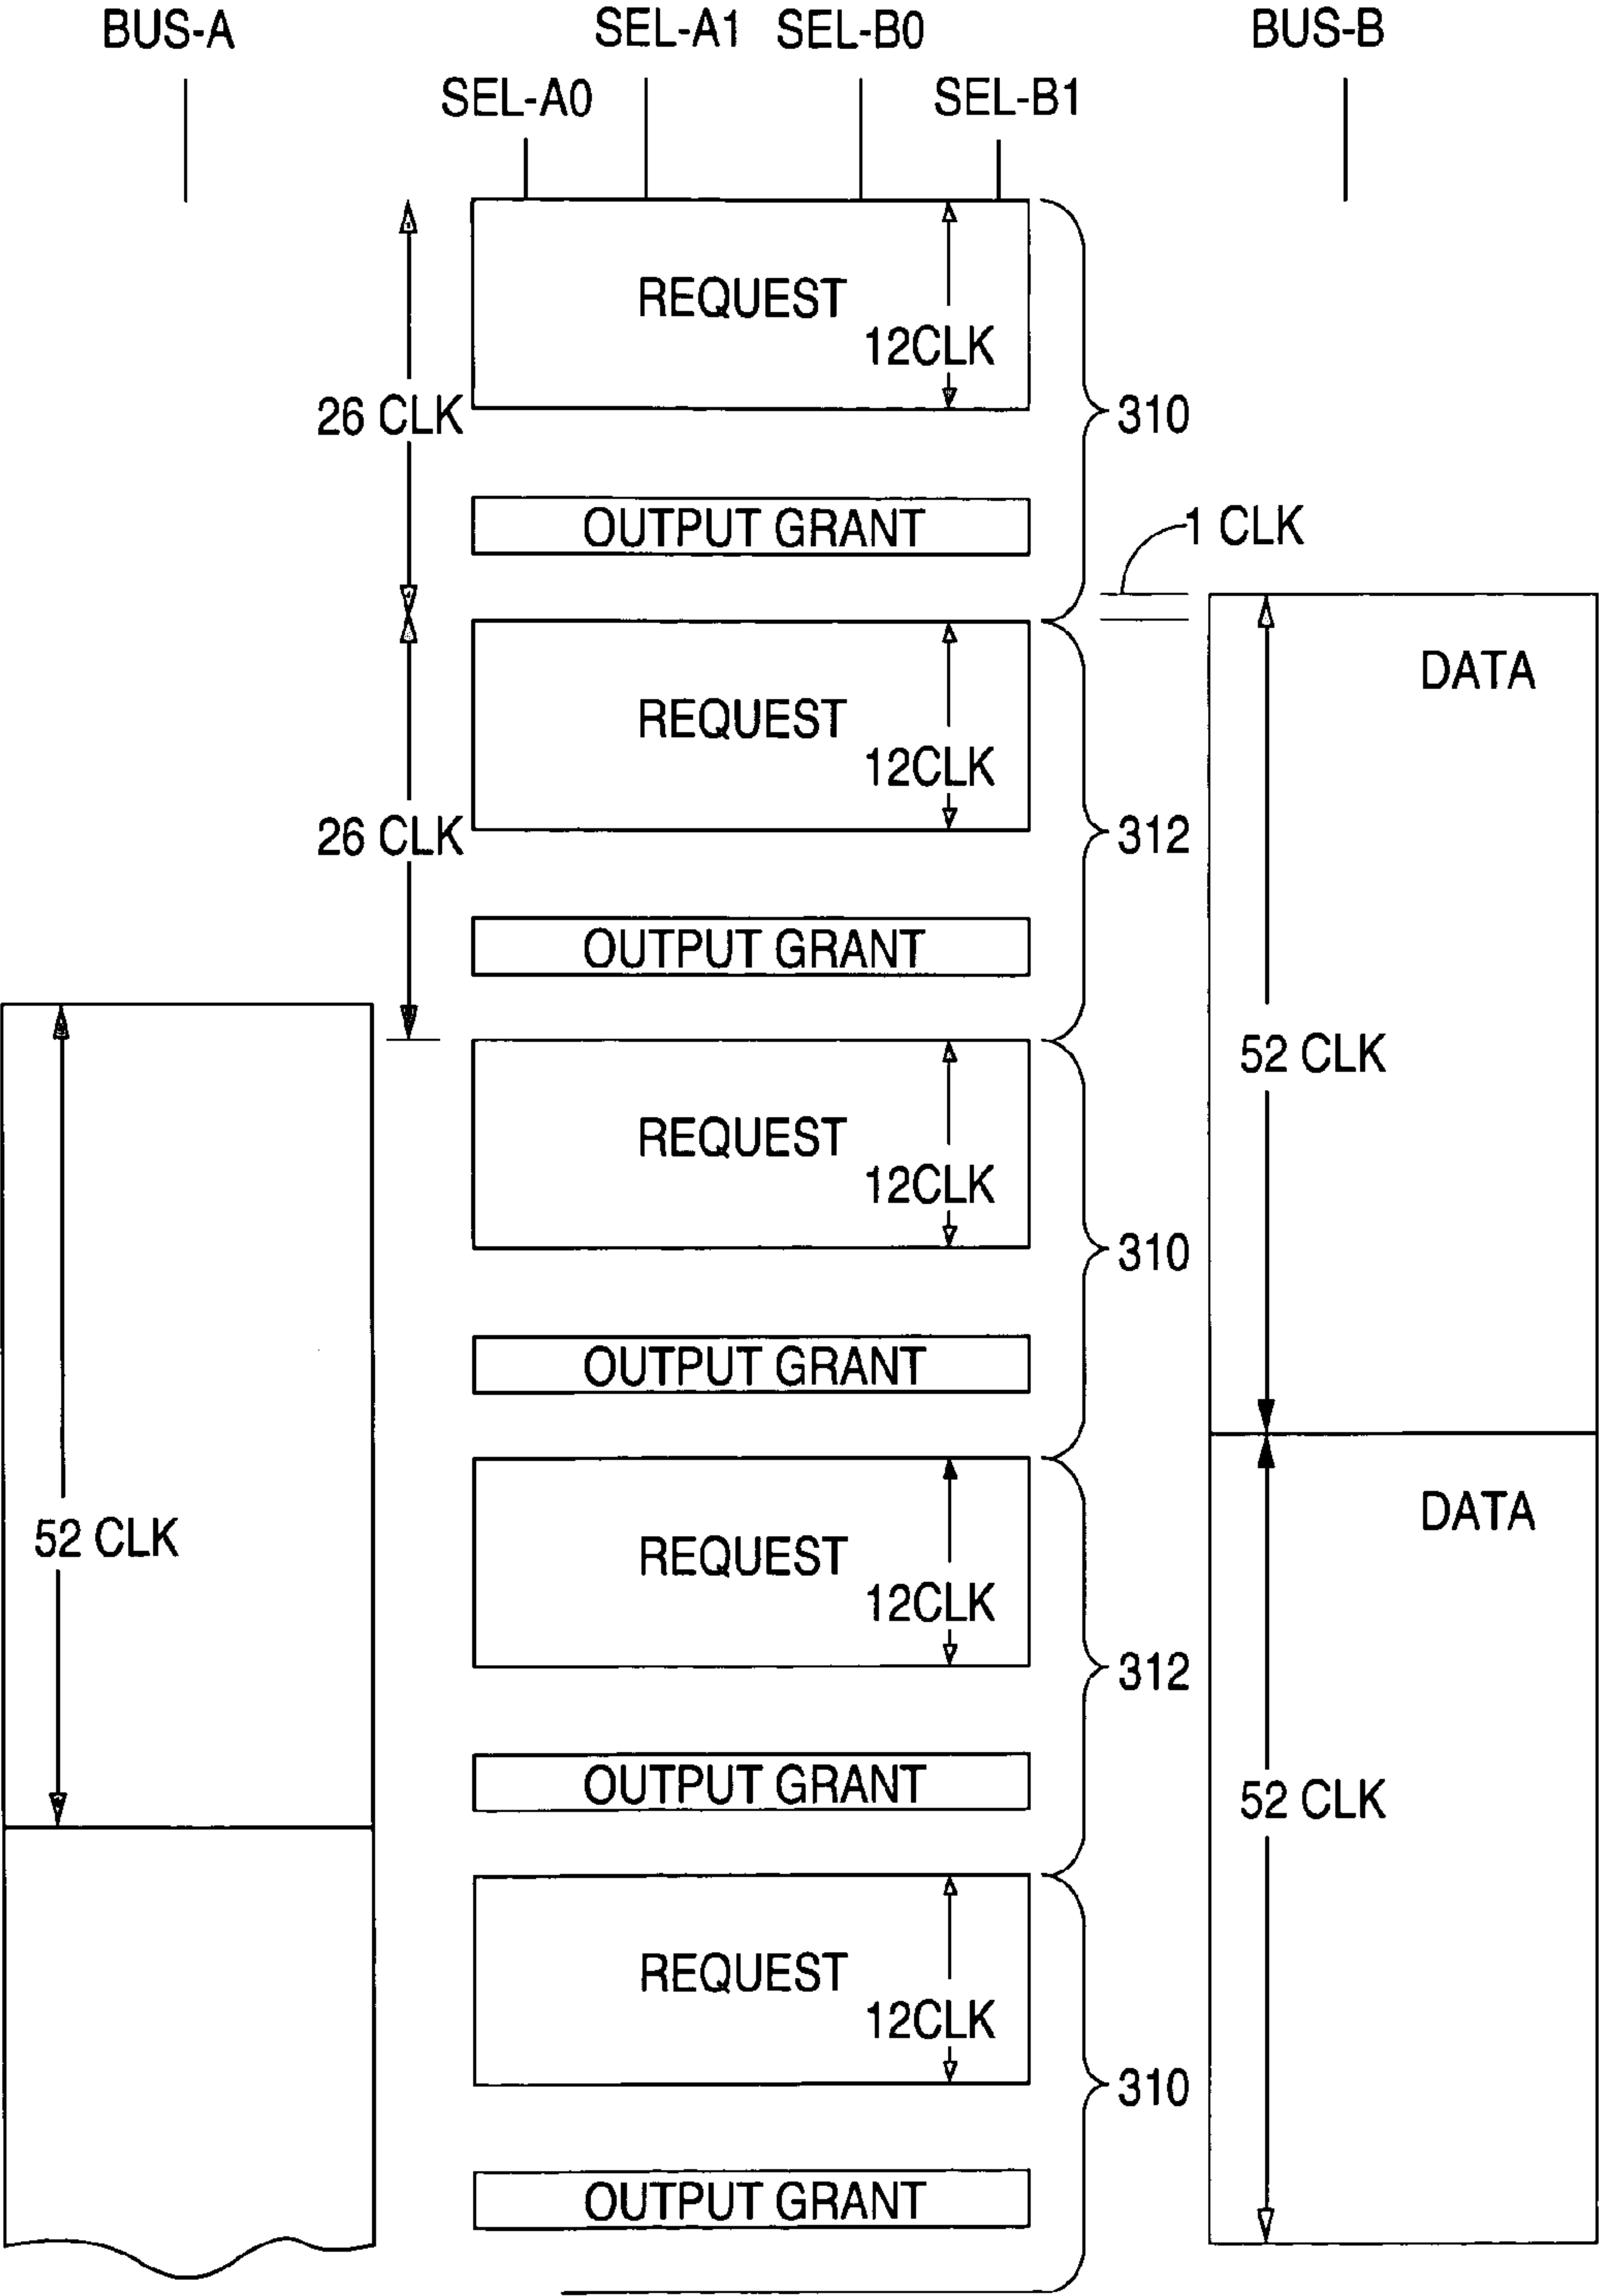 BUS-A
SEL-A1
SEL-B0
BUS-B
SEL-A0
SEL-B1
REQUEST
12CLK
26 CLK
310
OUTPUT GRANT
1 CLK
DATA
REQUEST
12CLK
26 CLK
312
OUTPUT GRANT
52 CLK
REQUEST
12CLK
310
OUTPUT GRANT
DATA
52 CLK
REQUEST
12CLK
312
OUTPUT GRANT
52 CLK
REQUEST
12CLK
310
OUTPUT GRANT